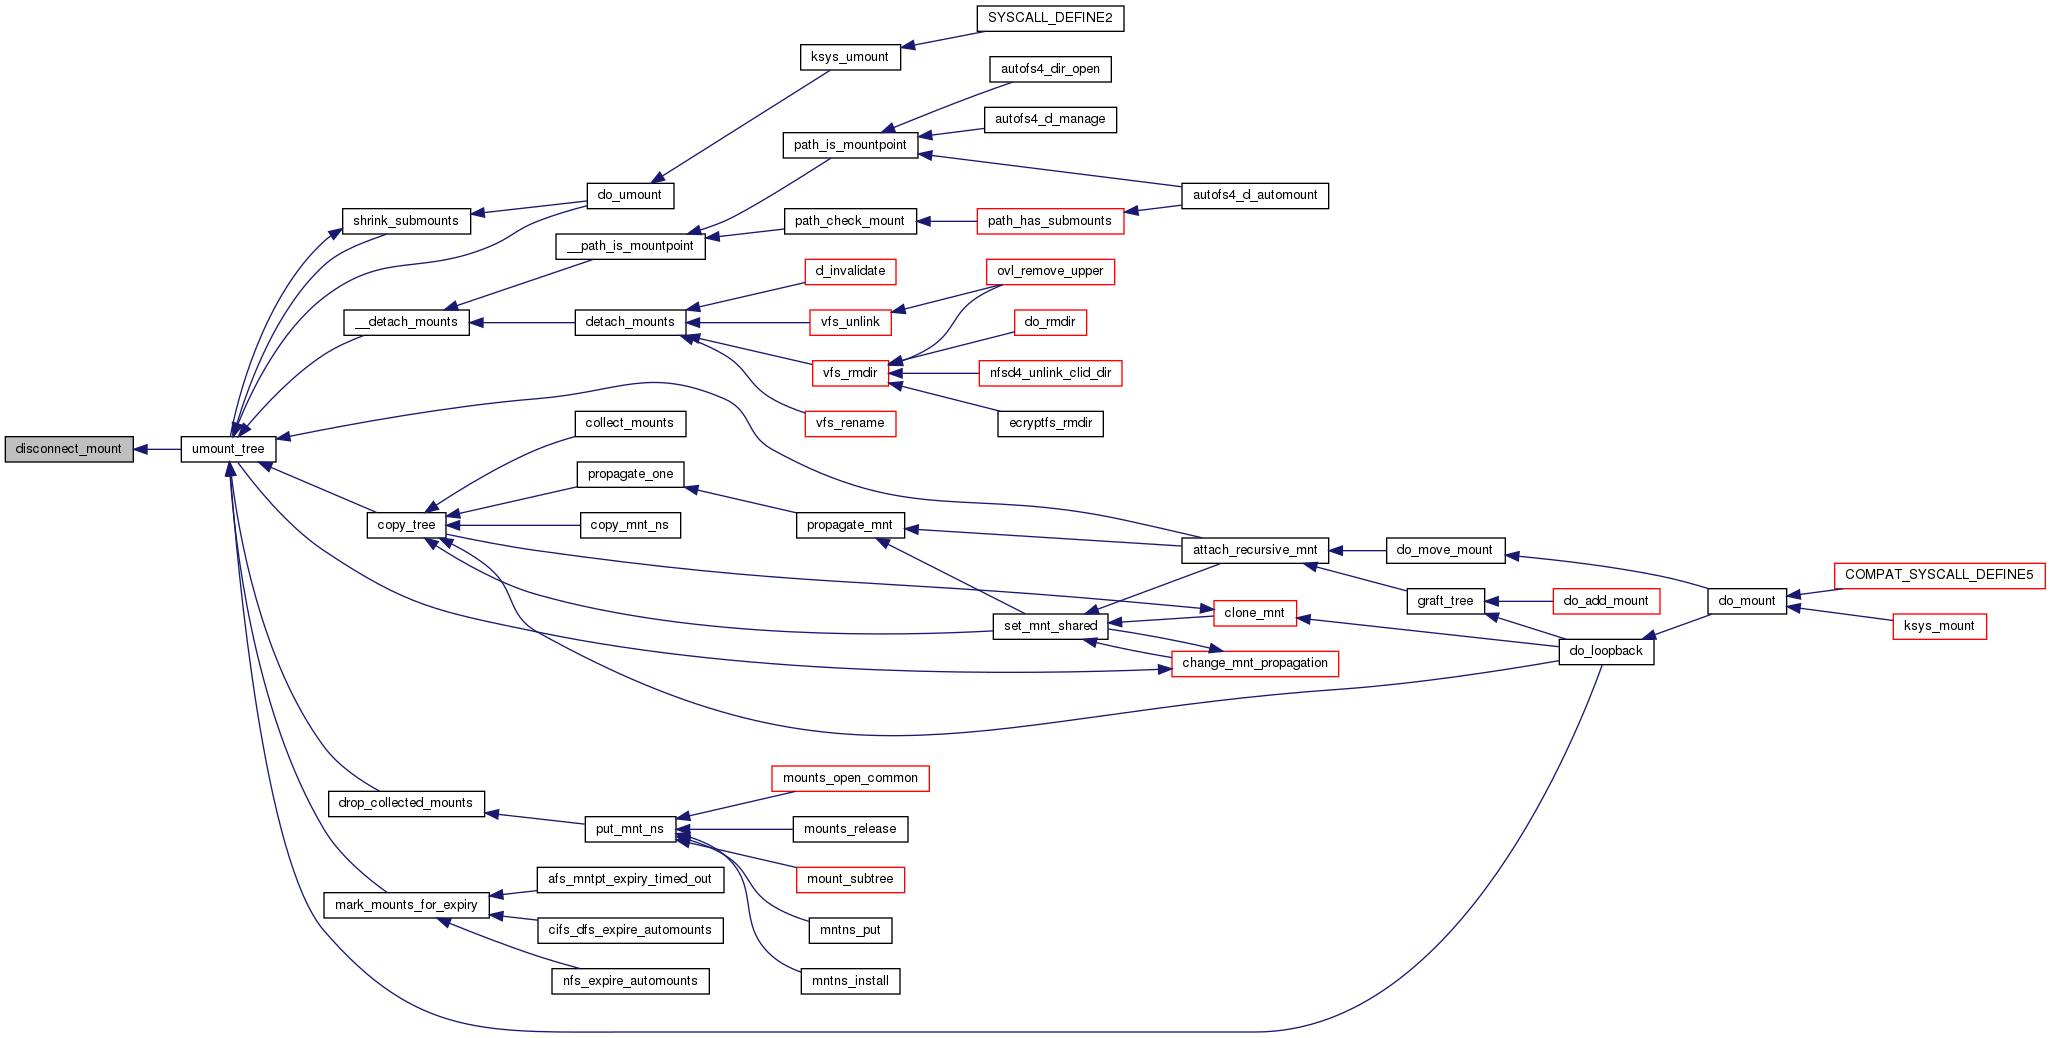 SYSCALL_DEFINE2
ksys_umount
autofs4_dir_open
autofs4_d_manage
path_is_mountpoint
do_umount
autofs4_d_automount
shrink_submounts
path_check_mount
path_has_submounts
__path_is_mountpoint
d_invalidate
ovl_remove_upper
__detach_mounts
detach_mounts
vfs_unlink
do_rmdir
vfs_rmdir
nfsd4_unlink_clid_dir
collect_mounts
vfs_rename
ecryptfs_rmdir
disconnect_mount
umount_tree
propagate_one
copy_tree
copy_mnt_ns
propagate_mnt
attach_recursive_mnt
do_move_mount
COMPAT_SYSCALL_DEFINE5
graft_tree
do_add_mount
do_mount
clone_mnt
set_mnt_shared
ksys_mount
do_loopback
change_mnt_propagation
mounts_open_common
drop_collected_mounts
put_mnt_ns
mounts_release
afs_mntpt_expiry_timed_out
mount_subtree
mark_mounts_for_expiry
cifs_dfs_expire_automounts
mntns_put
nfs_expire_automounts
mntns_install